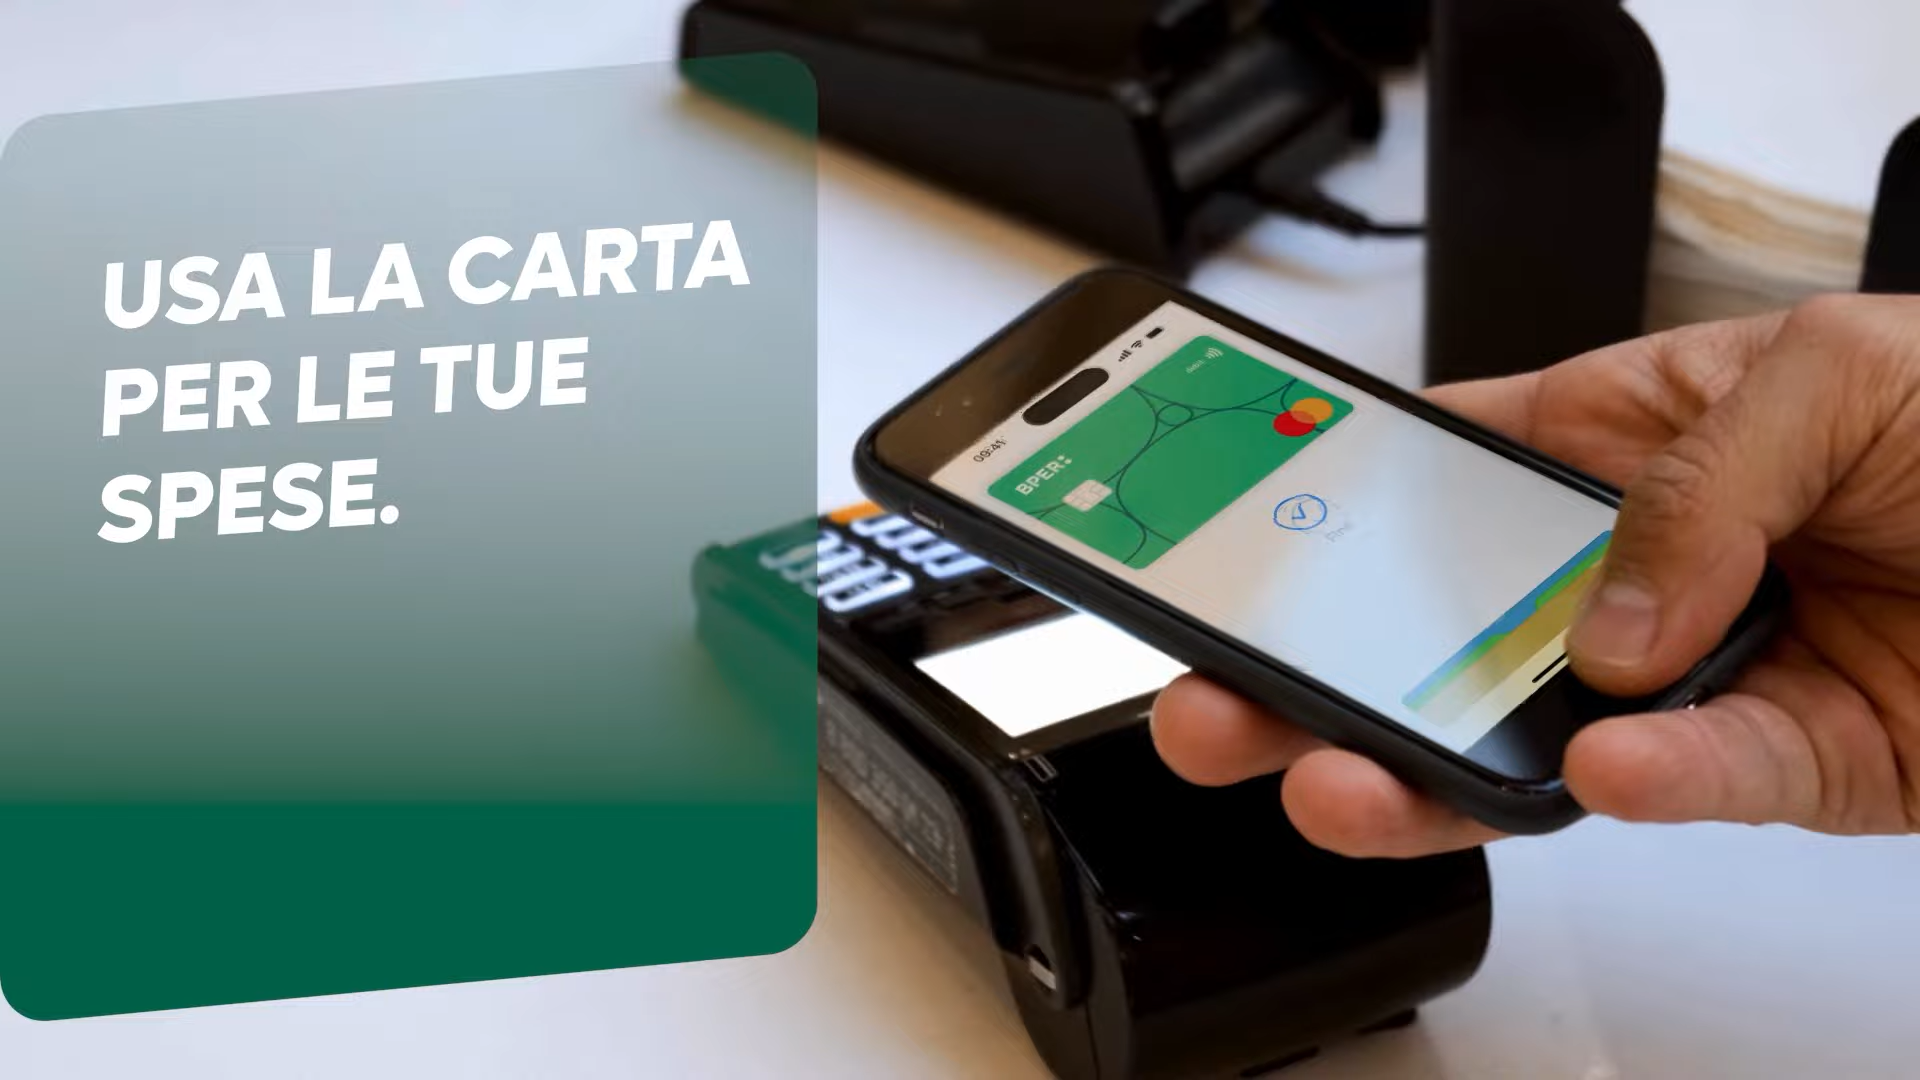 USA LA CARTA
PER LE TUE
SPESE.
09:41
BPER: